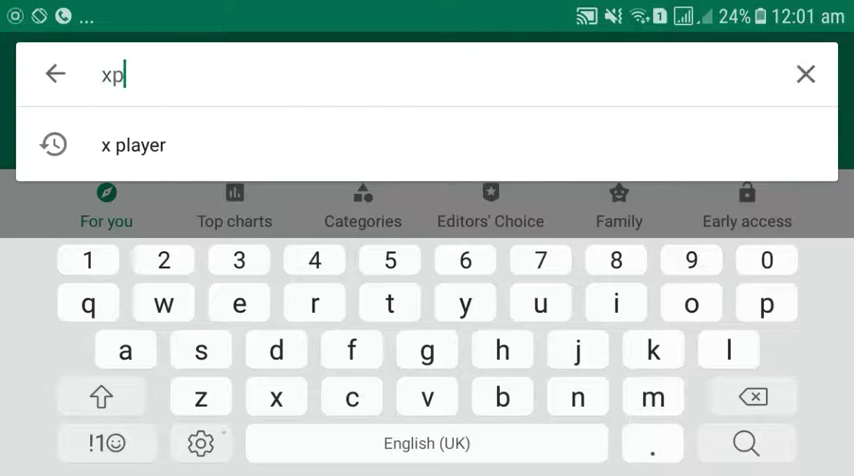 ... 1 24% 12:01 am
xp
x player
For you Top charts Categories Editors' Choice Family Early access
1 2 3 4 5 6 7 8 9 0
q w e r t y u i o p
a s d f g h j k l
z x c v b n m
!1☺ English (UK) .